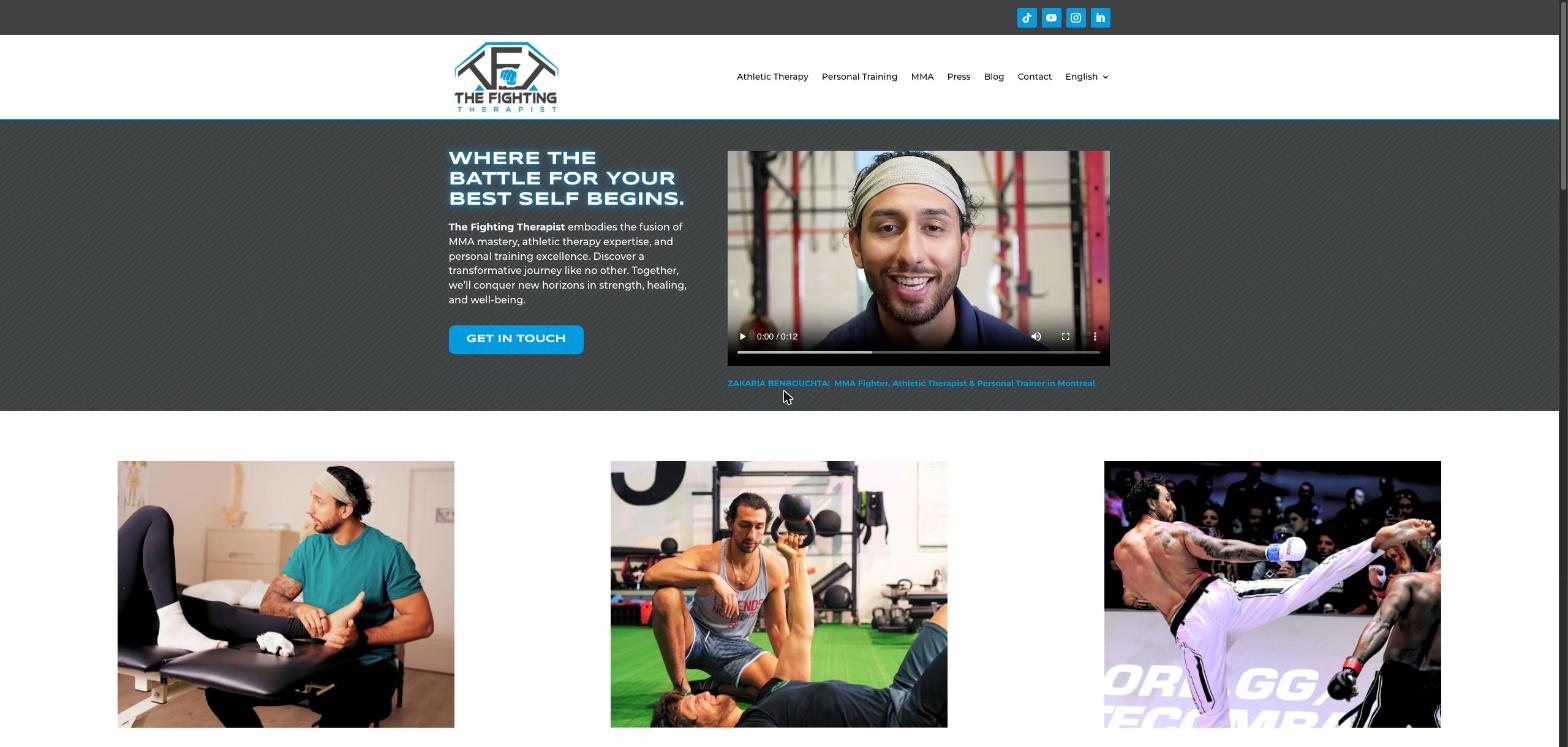 THE FIGHTING
THERAPIST
Athletic Therapy
Personal Training
MMA
Press
Blog
Contact
English
WHERE THE
BATTLE FOR YOUR
BEST SELF BEGINS.
The Fighting Therapist embodies the fusion of
MMA mastery, athletic therapy expertise, and
personal training excellence. Discover a
transformative journey like no other. Together,
we'll conquer new horizons in strength, healing,
and well-being.
GET IN TOUCH
0:00 / 0:12
ZAKARIA BENBOUCHTA: MMA Fighter, Athletic Therapist & Personal Trainer in Montreal